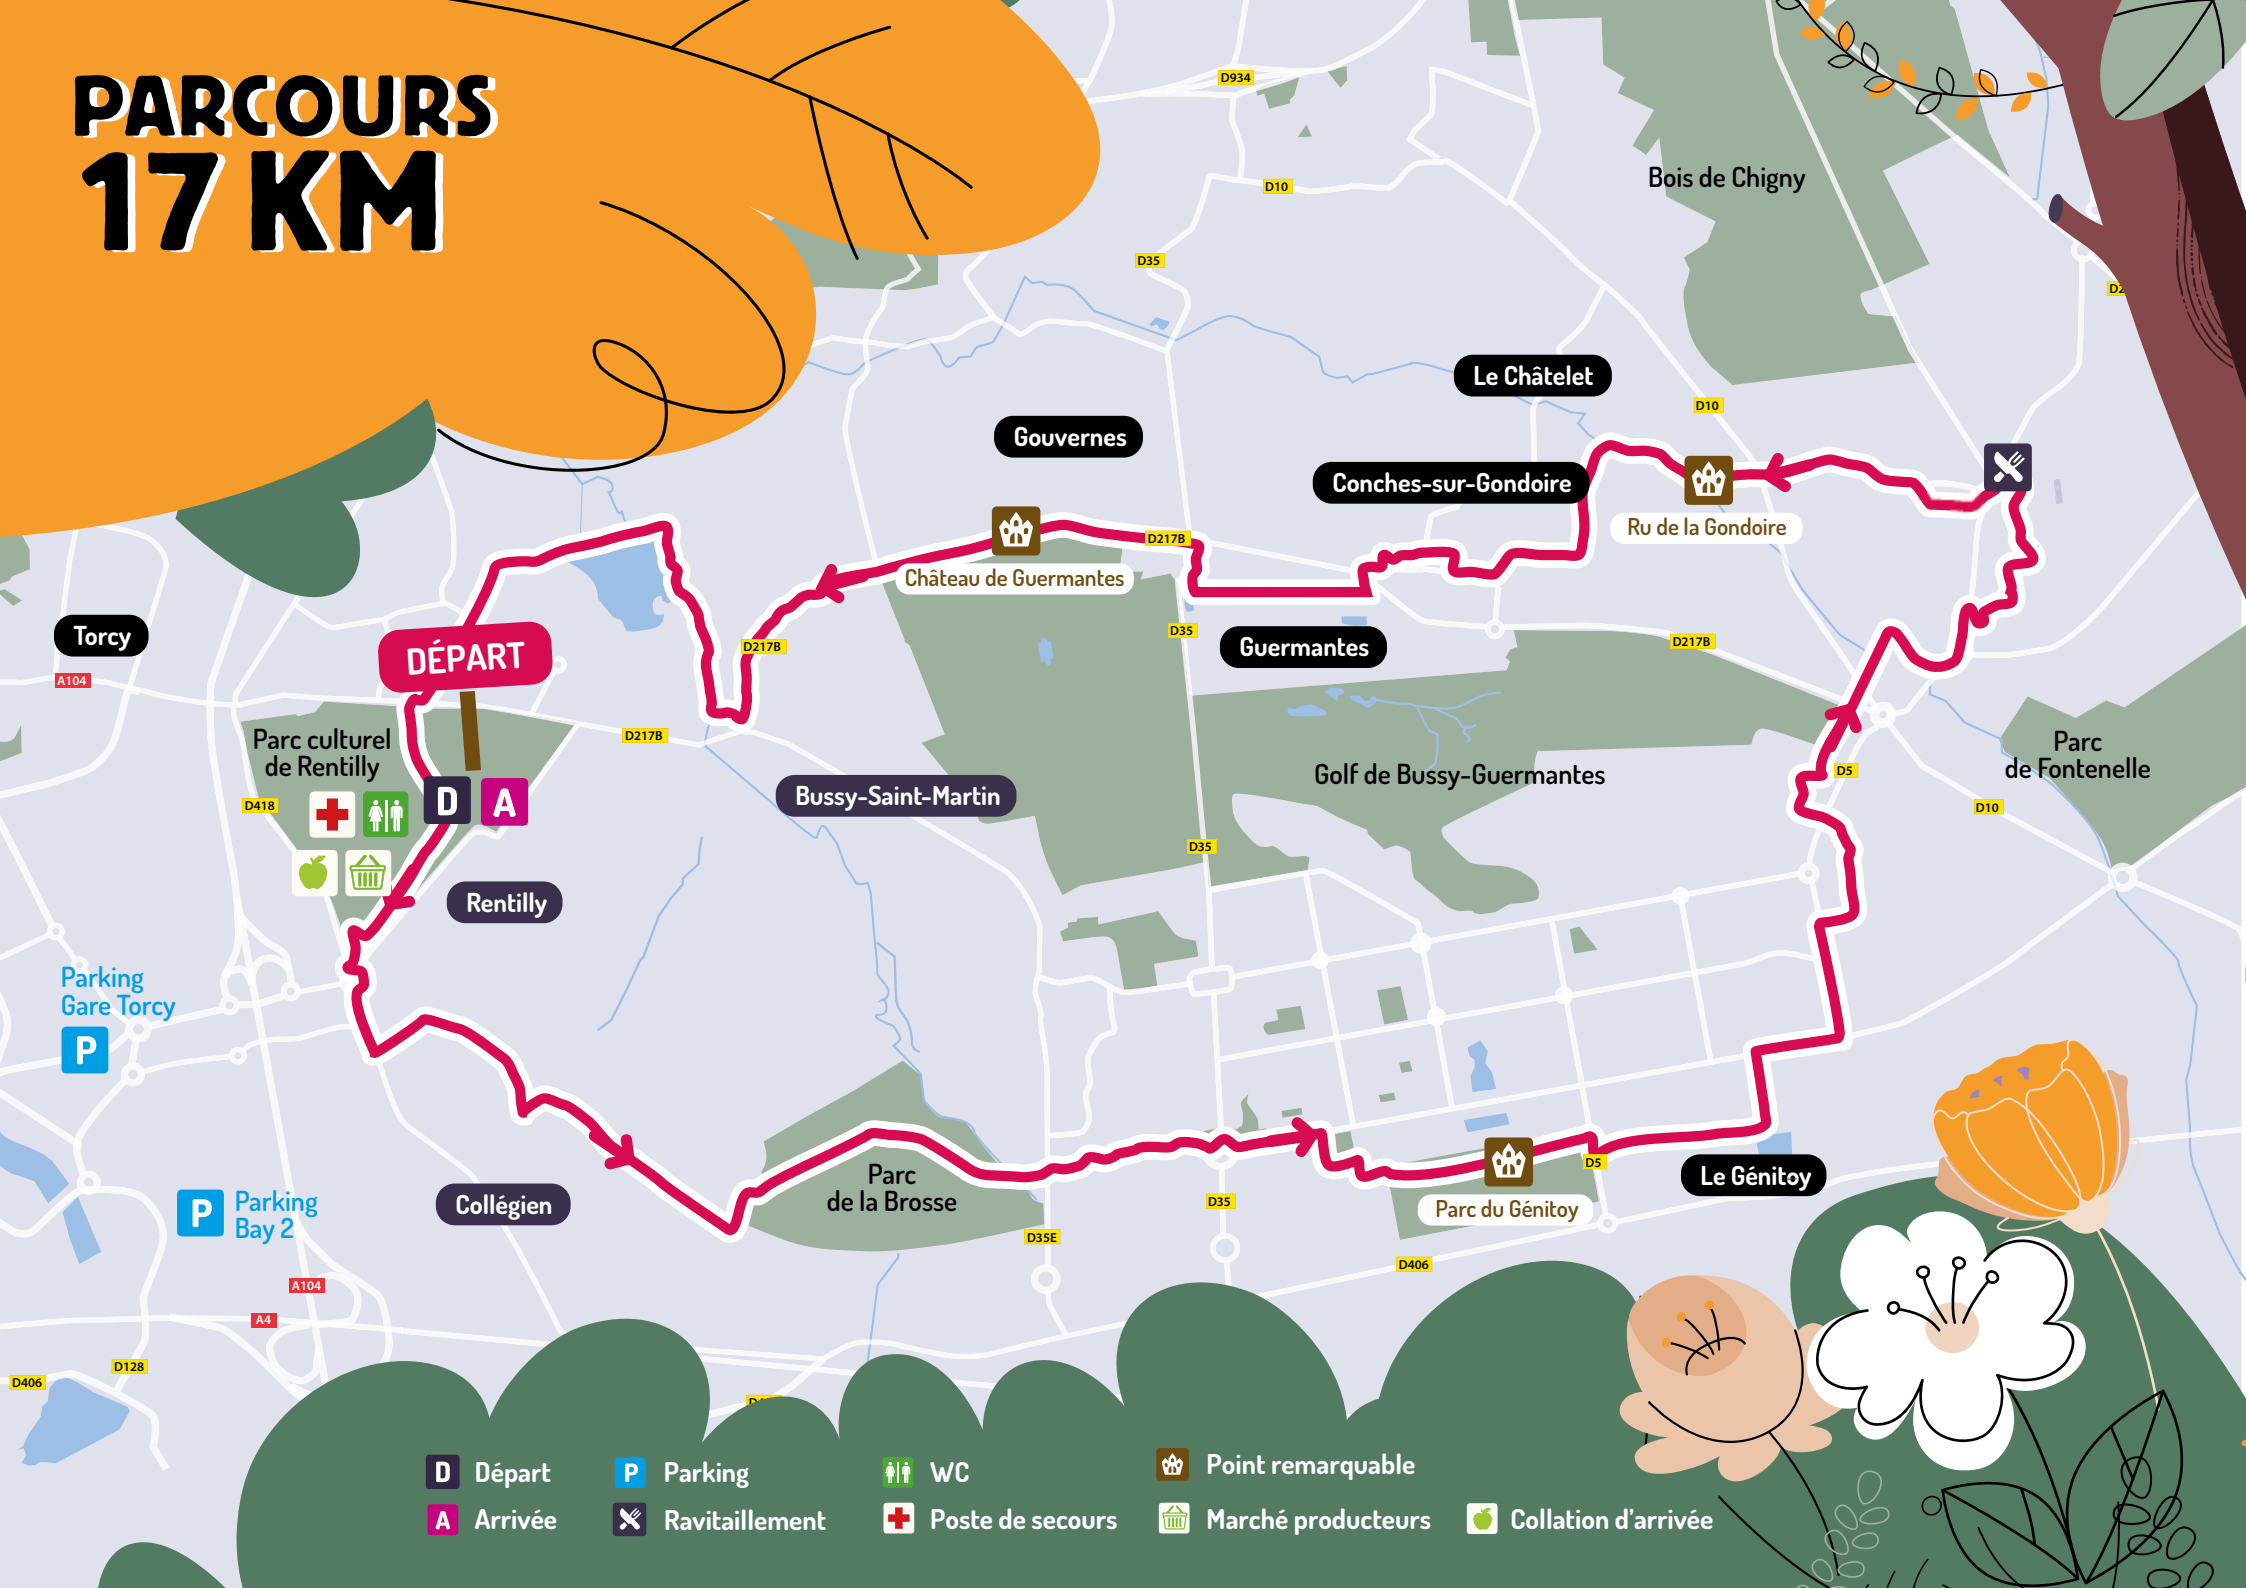 PARCOURS
17 KM
D934
D10
Bois de Chigny
D35
Le Châtelet
D10
Gouvernes
Conches-sur-Gondoire
Ru de la Gondoire
D217B
Château de Guermantes
Torcy
DÉPART
A104
D217B
D35
Guermantes
D217B
D217B
Parc culturel
de Rentilly
Parc
de Fontenelle
Golf de Bussy-Guermantes
D5
Bussy-Saint-Martin
D418
D
A
D10
D35
Rentilly
Parking
Gare Torcy
P
Parc
de la Brosse
D5
Le Génitoy
Collégien
P
Parking
Bay 2
D35
Parc du Génitoy
D35E
D406
A104
A4
D128
D406
D Départ
P Parking
WC
Point remarquable
A Arrivée
Ravitaillement
Poste de secours
Marché producteurs
Collation d'arrivée